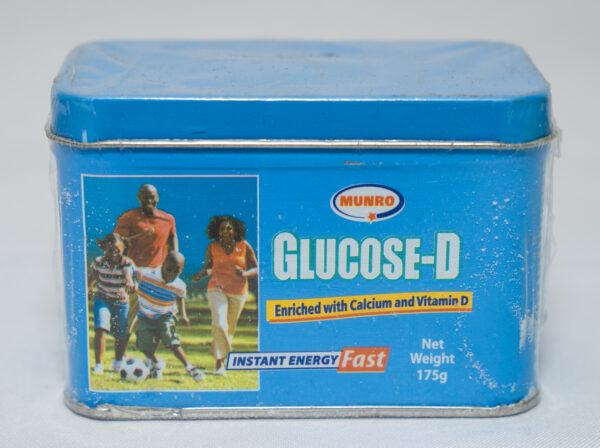 MUNRO
GLUCOSE-D
Enriched with Calcium and Vitamin D
INSTANT ENERGY Fast
Net
Weight
175g